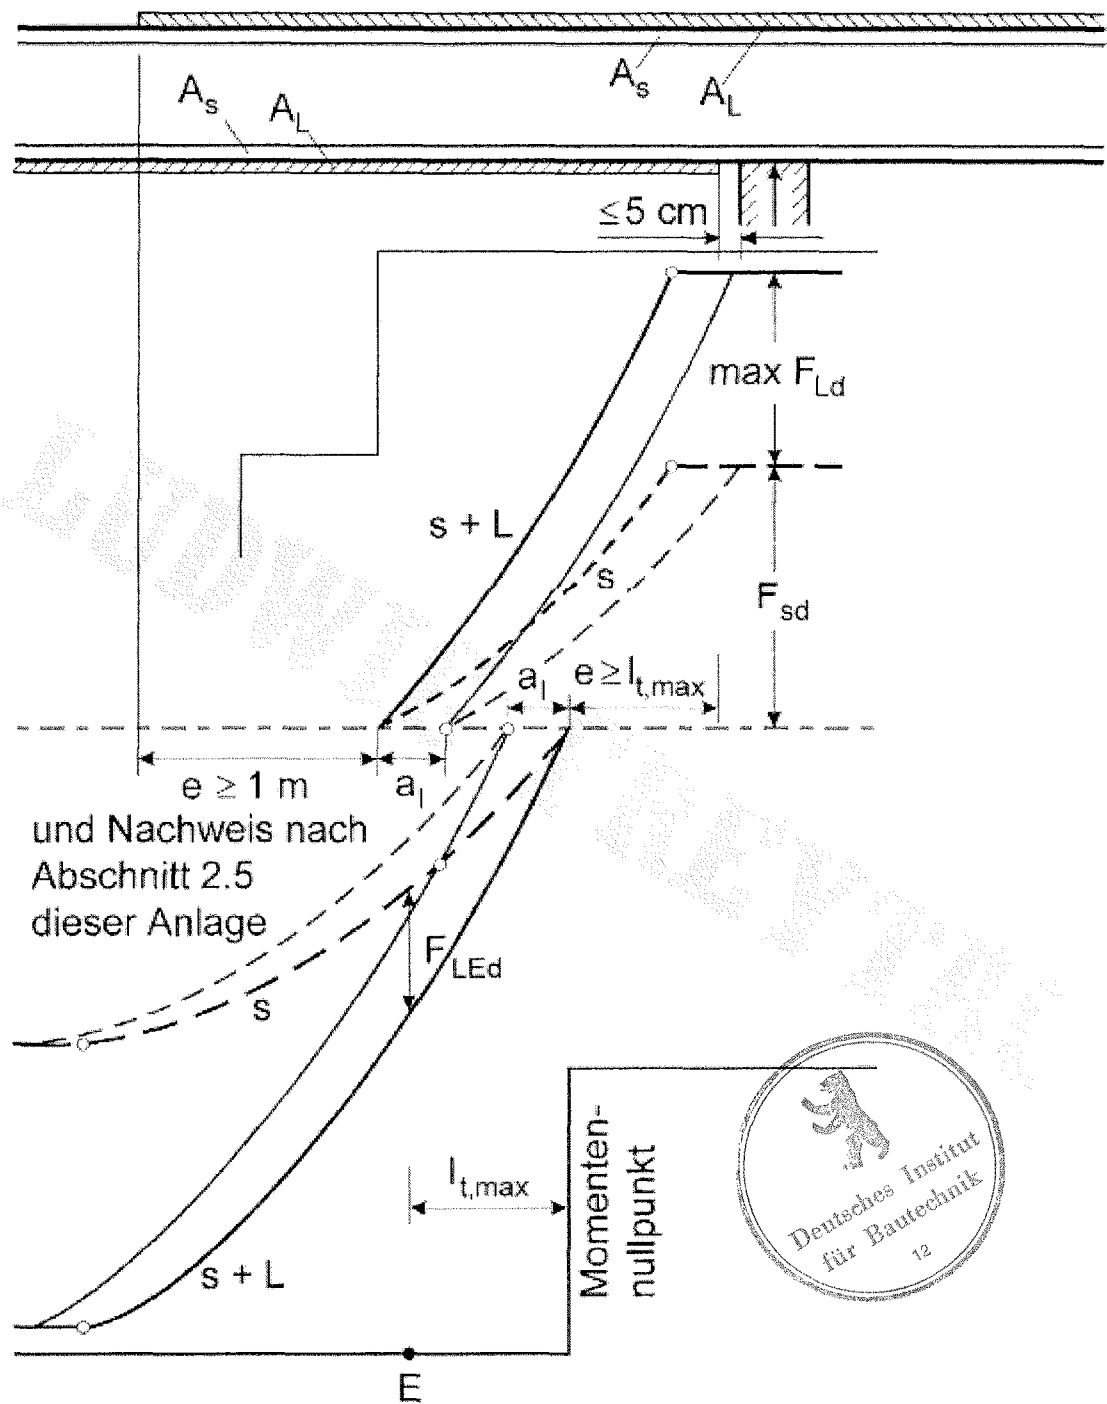 A_s
A_L
A_s
A_L
≤5 cm
max F_Ld
s + L
s
F_sd
a_l
e ≥ l_t,max
e ≥ 1 m
a_l
und Nachweis nach
Abschnitt 2.5
dieser Anlage
F_LEd
s
l_t,max
s + L
Momenten-
nullpunkt
E
Deutsches Institut
für Bautechnik
12